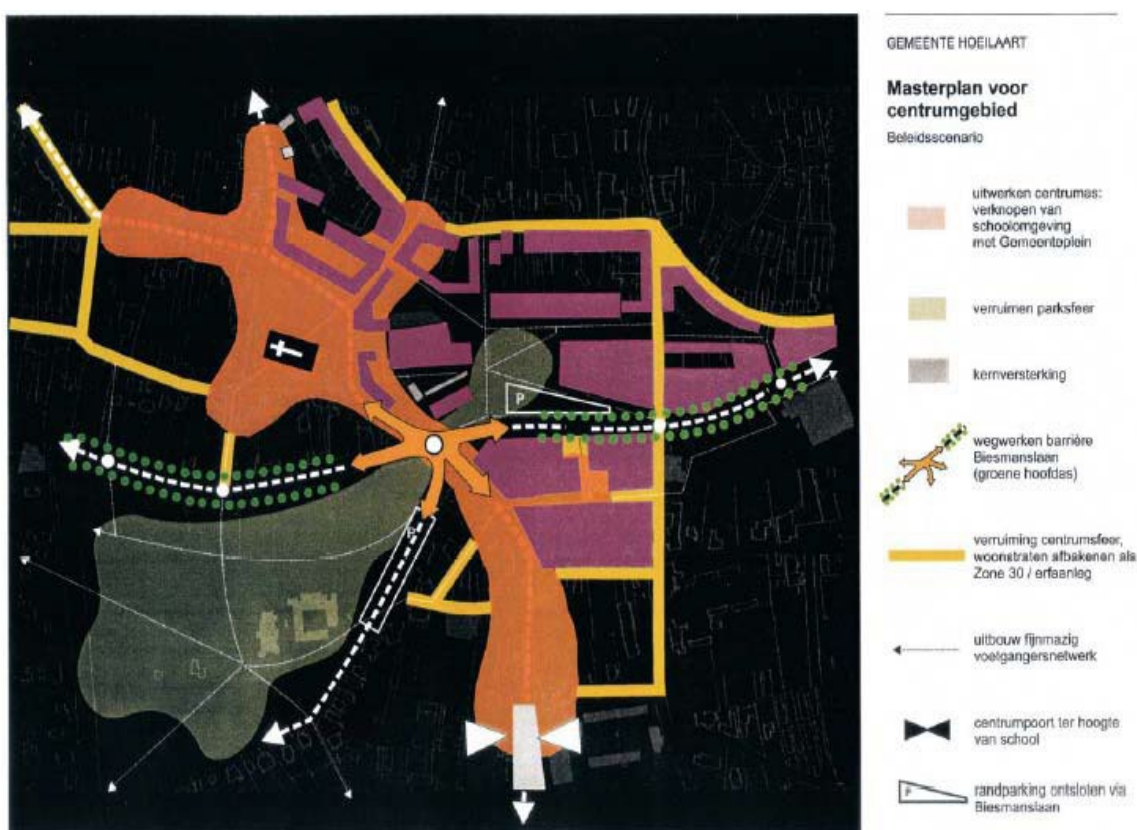 GEMEENTE HOEILAART
Masterplan voor
centrumgebied
Beleidsscenario
uitwerken centrumas:
verknopen van
schoolomgeving
met Gemeenteplein
verruimen parksfeer
kernversterking
wegwerken barrière
Biesmanslaan
(groene hoofdas)
verruiming centrumsfeer,
woonstraten afbakenen als
Zone 30 / erfaanleg
uitbouw fijnmazig
voetgangersnetwerk
centrumpoort ter hoogte
van school
P
randparking ontsloten via
Biesmanslaan
P
P